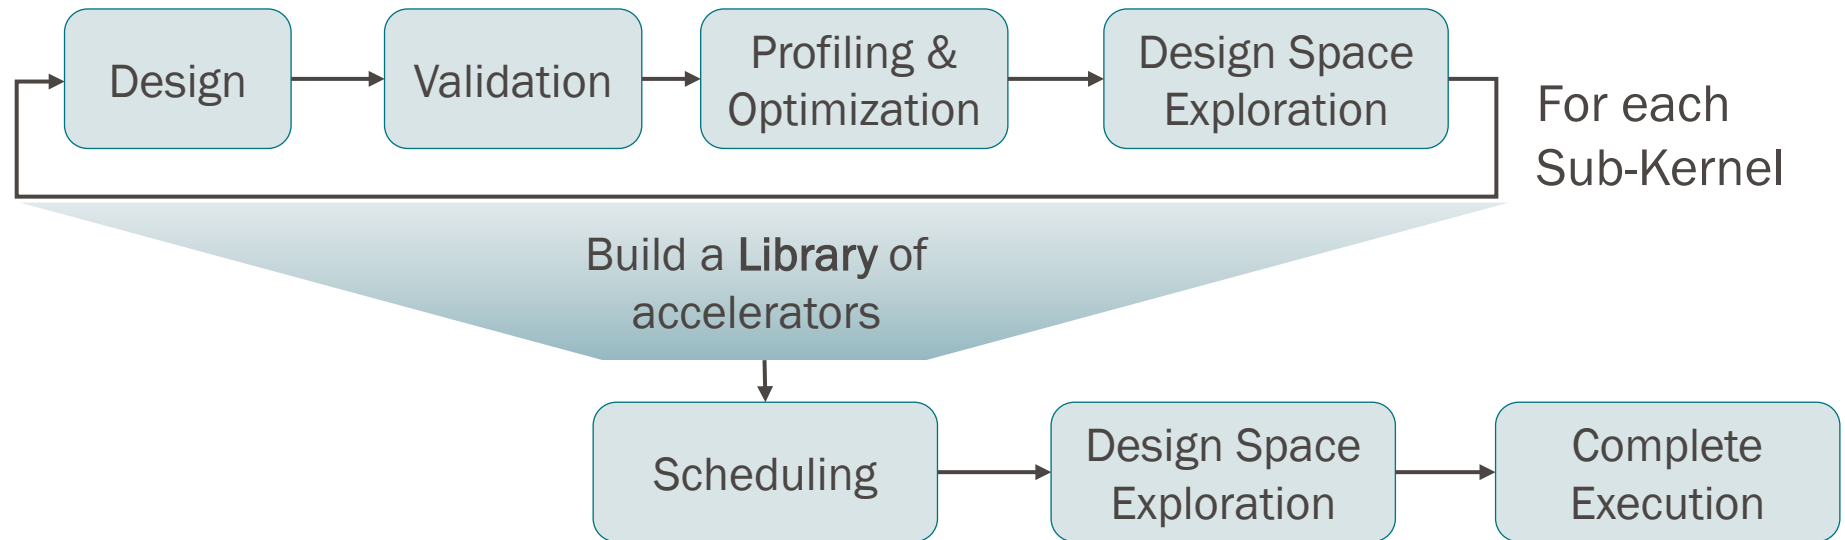 Design
Validation
Profiling &
Optimization
Design Space
Exploration
For each
Sub-Kernel
Build a Library of
accelerators
Scheduling
Design Space
Exploration
Complete
Execution